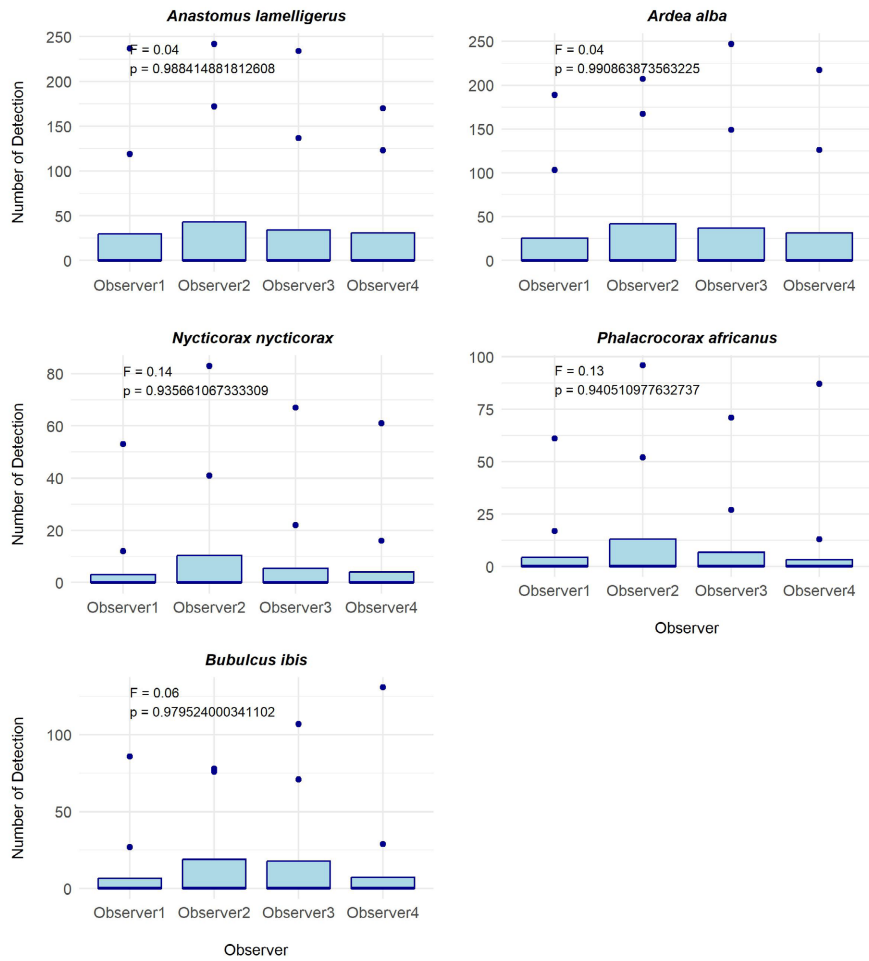 Anastomus lamelligerus
Number of Detection
250
200
150
100
50
0
F = 0.04
p = 0.988414881812608
Observer1 Observer2 Observer3 Observer4
Ardea alba
250
200
150
100
50
0
F = 0.04
p = 0.990863873563225
Observer1 Observer2 Observer3 Observer4
Nycticorax nycticorax
Number of Detection
80
60
40
20
0
F = 0.14
p = 0.935661067333309
Observer1 Observer2 Observer3 Observer4
Phalacrocorax africanus
100
75
50
25
0
F = 0.13
p = 0.940510977632737
Observer1 Observer2 Observer3 Observer4
Observer
Bubulcus ibis
Number of Detection
100
50
0
F = 0.06
p = 0.979524000341102
Observer1 Observer2 Observer3 Observer4
Observer